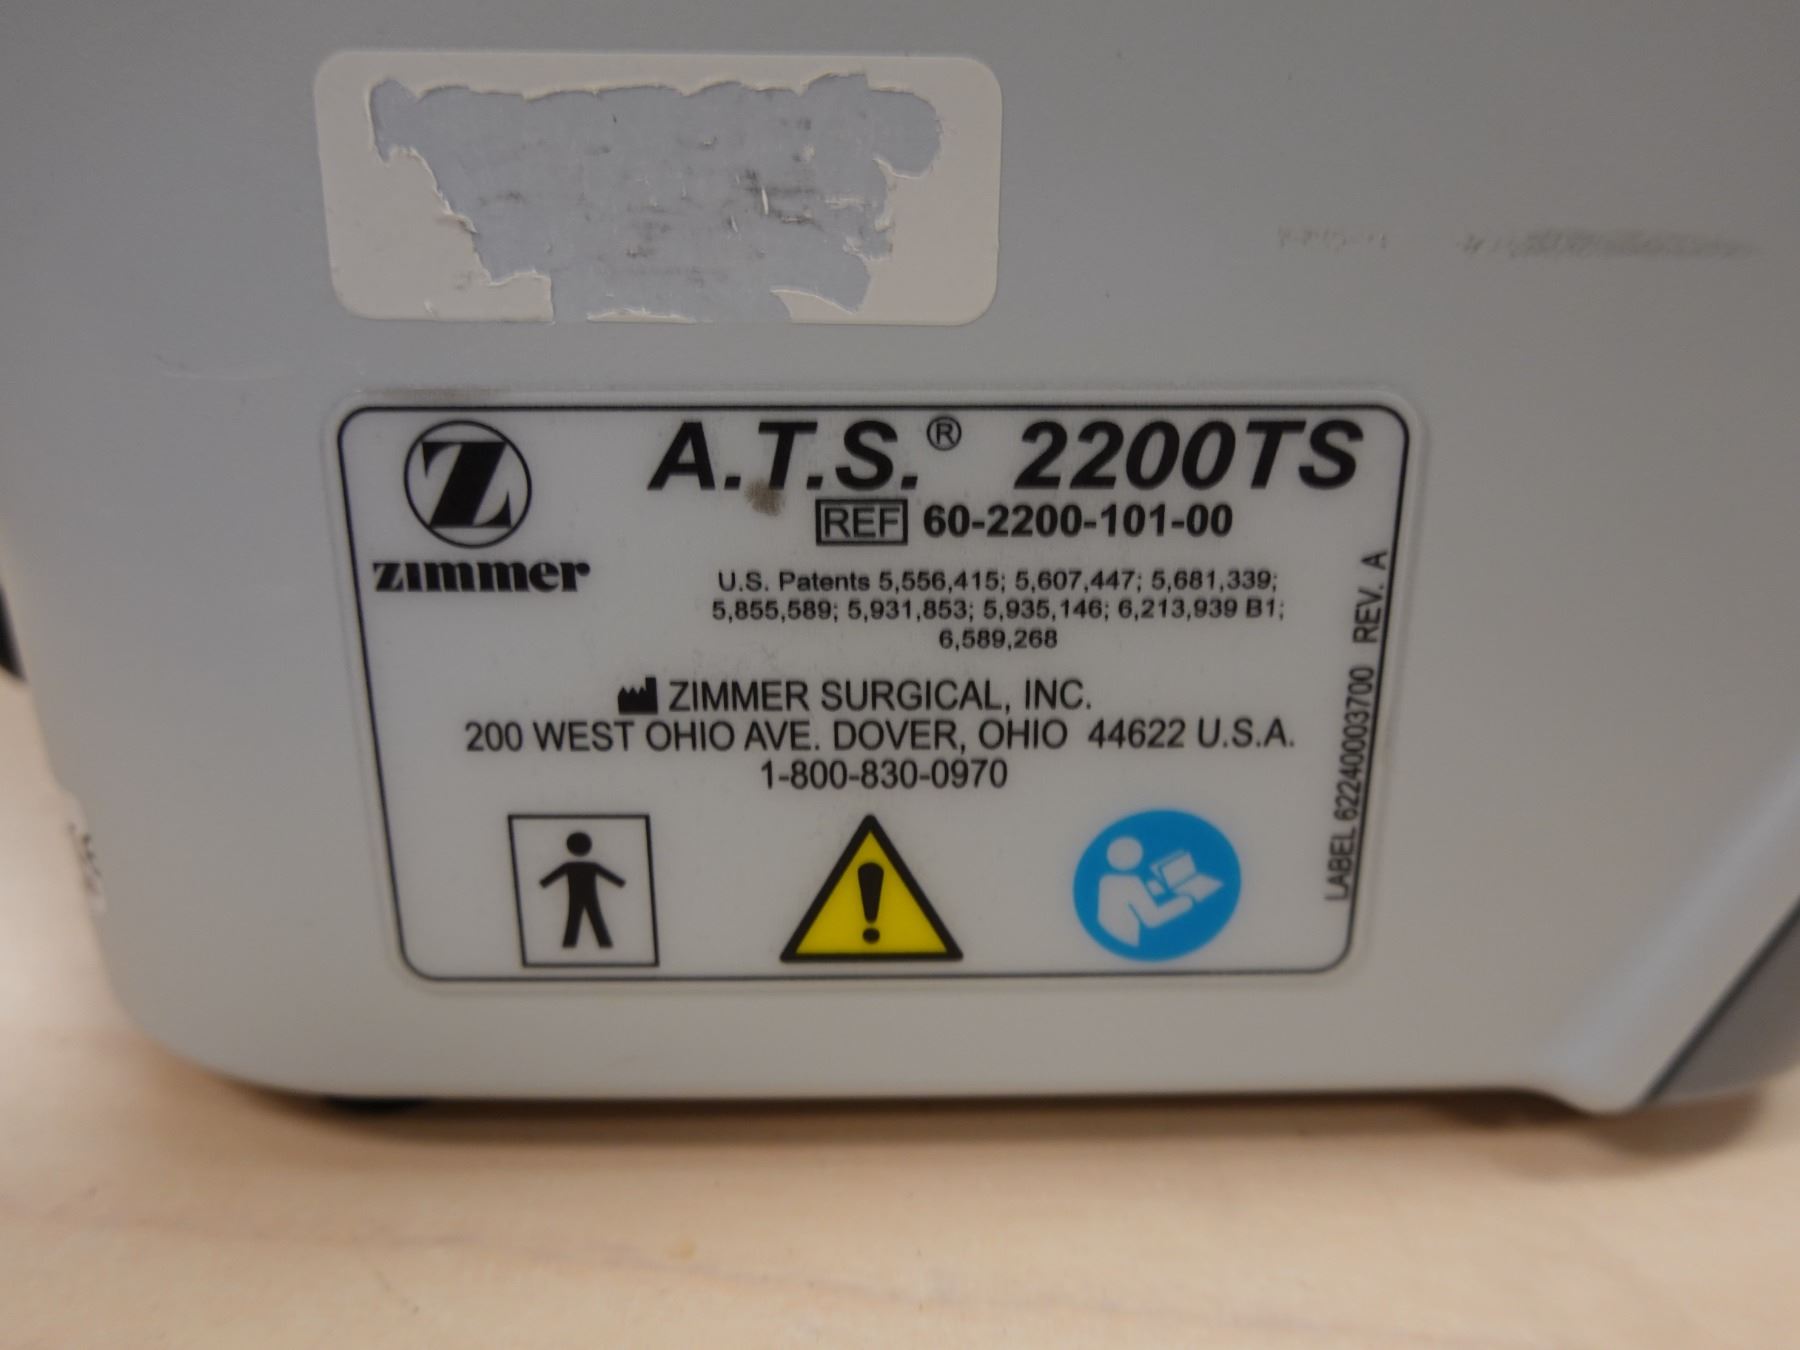 Z
zimmer
A.T.S.® 2200TS
REF 60-2200-101-00
U.S. Patents 5,556,415; 5,607,447; 5,681,339;
5,855,589; 5,931,853; 5,935,146; 6,213,939 B1;
6,589,268
ZIMMER SURGICAL, INC.
200 WEST OHIO AVE. DOVER, OHIO 44622 U.S.A.
1-800-830-0970
LABEL 62240003700 REV. A